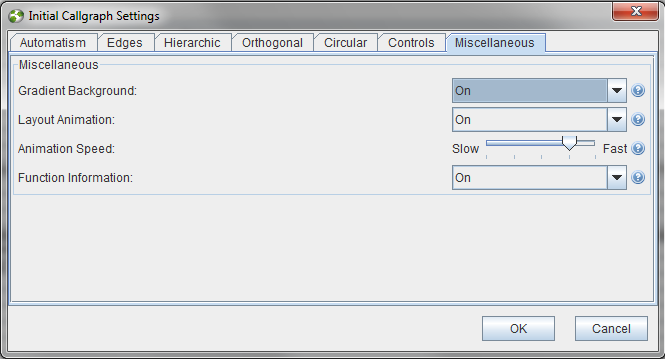 Initial Callgraph Settings
Automatism Edges Hierarchic Orthogonal Circular Controls Miscellaneous
Miscellaneous
Gradient Background: On
Layout Animation: On
Animation Speed: Slow Fast
Function Information: On
OK Cancel